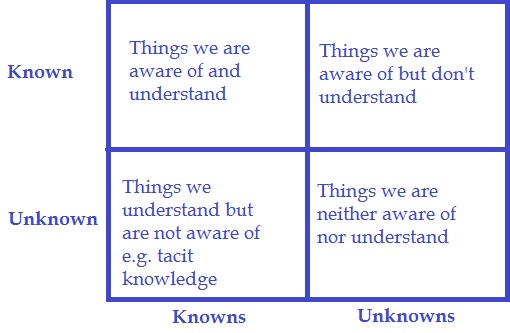 Known
Things we are
aware of and
understand
Things we are
aware of but don't
understand
Unknown
Things we
understand but
are not aware of
e.g. tacit
knowledge
Things we are
neither aware of
nor understand
Knowns
Unknowns